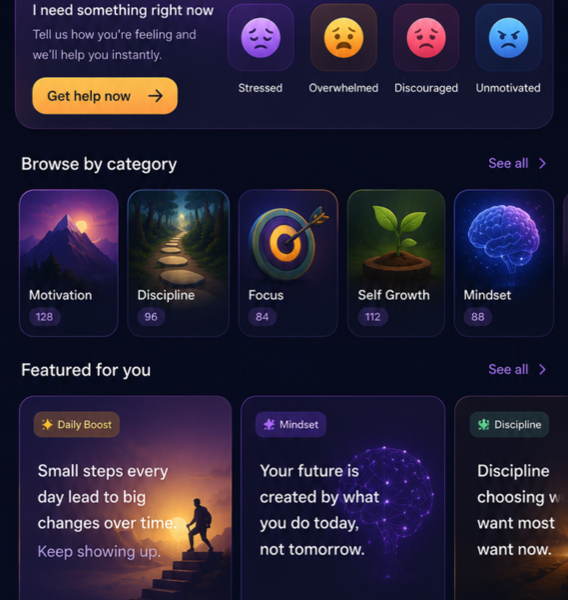 I need something right now
Tell us how you're feeling and
we'll help you instantly.
Get help now
Stressed
Overwhelmed
Discouraged
Unmotivated
Browse by category
See all
Motivation
128
Discipline
96
Focus
84
Self Growth
112
Mindset
88
Featured for you
See all
Daily Boost
Small steps every
day lead to big
changes over time.
Keep showing up.
Mindset
Your future is
created by what
you do today,
not tomorrow.
Discipline
Discipline
choosing
want most
want now.